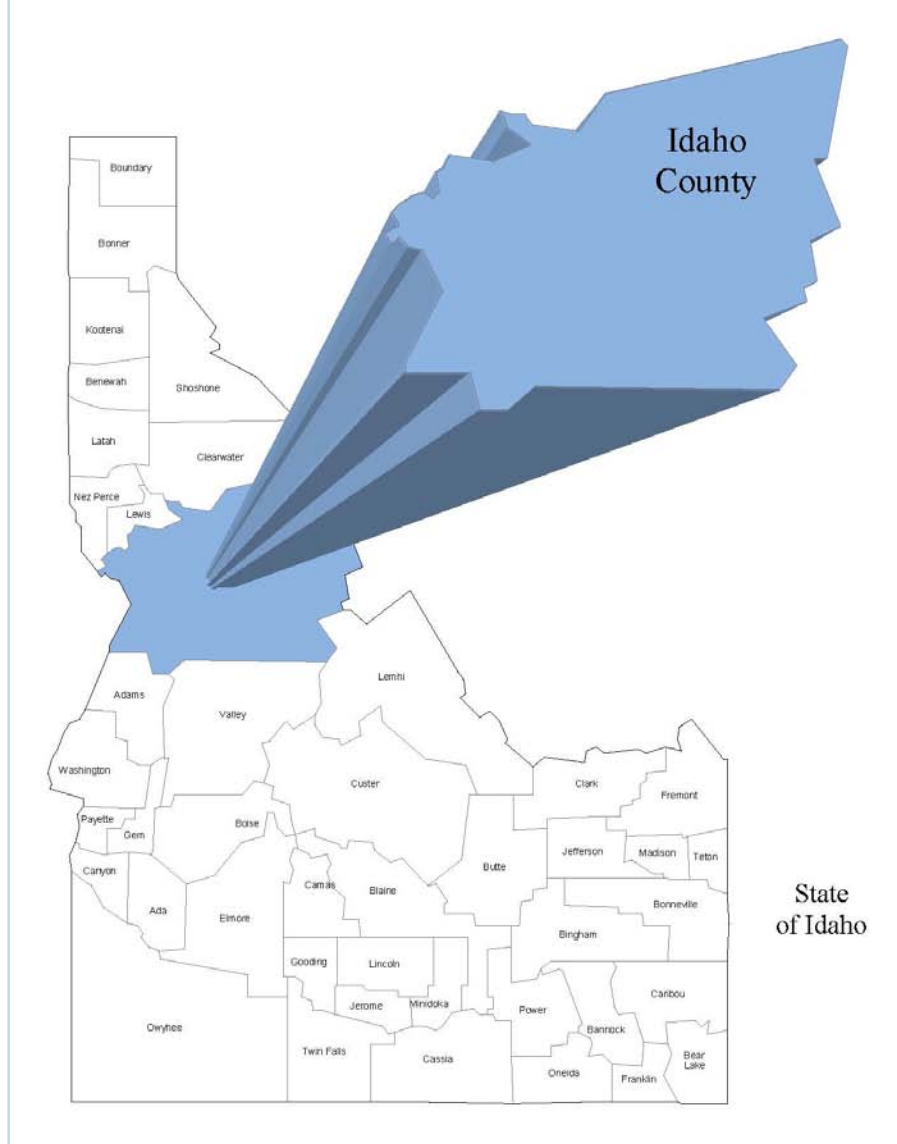 Idaho
County
Boundary
Bonner
Kootenai
Benewah
Shoshone
Latah
Clearwater
Nez Perce
Lewis
Lemhi
Adams
Valley
Washington
Custer
Clark
Fremont
Payette
Gem
Boise
Jefferson
Madison
Teton
Canyon
Butte
Camas
Blaine
Ada
Elmore
Bonneville
State
of Idaho
Bingham
Gooding
Lincoln
Caribou
Jerome
Minidoka
Power
Owyhee
Bannock
Twin Falls
Cassia
Bear
Lake
Oneida
Franklin